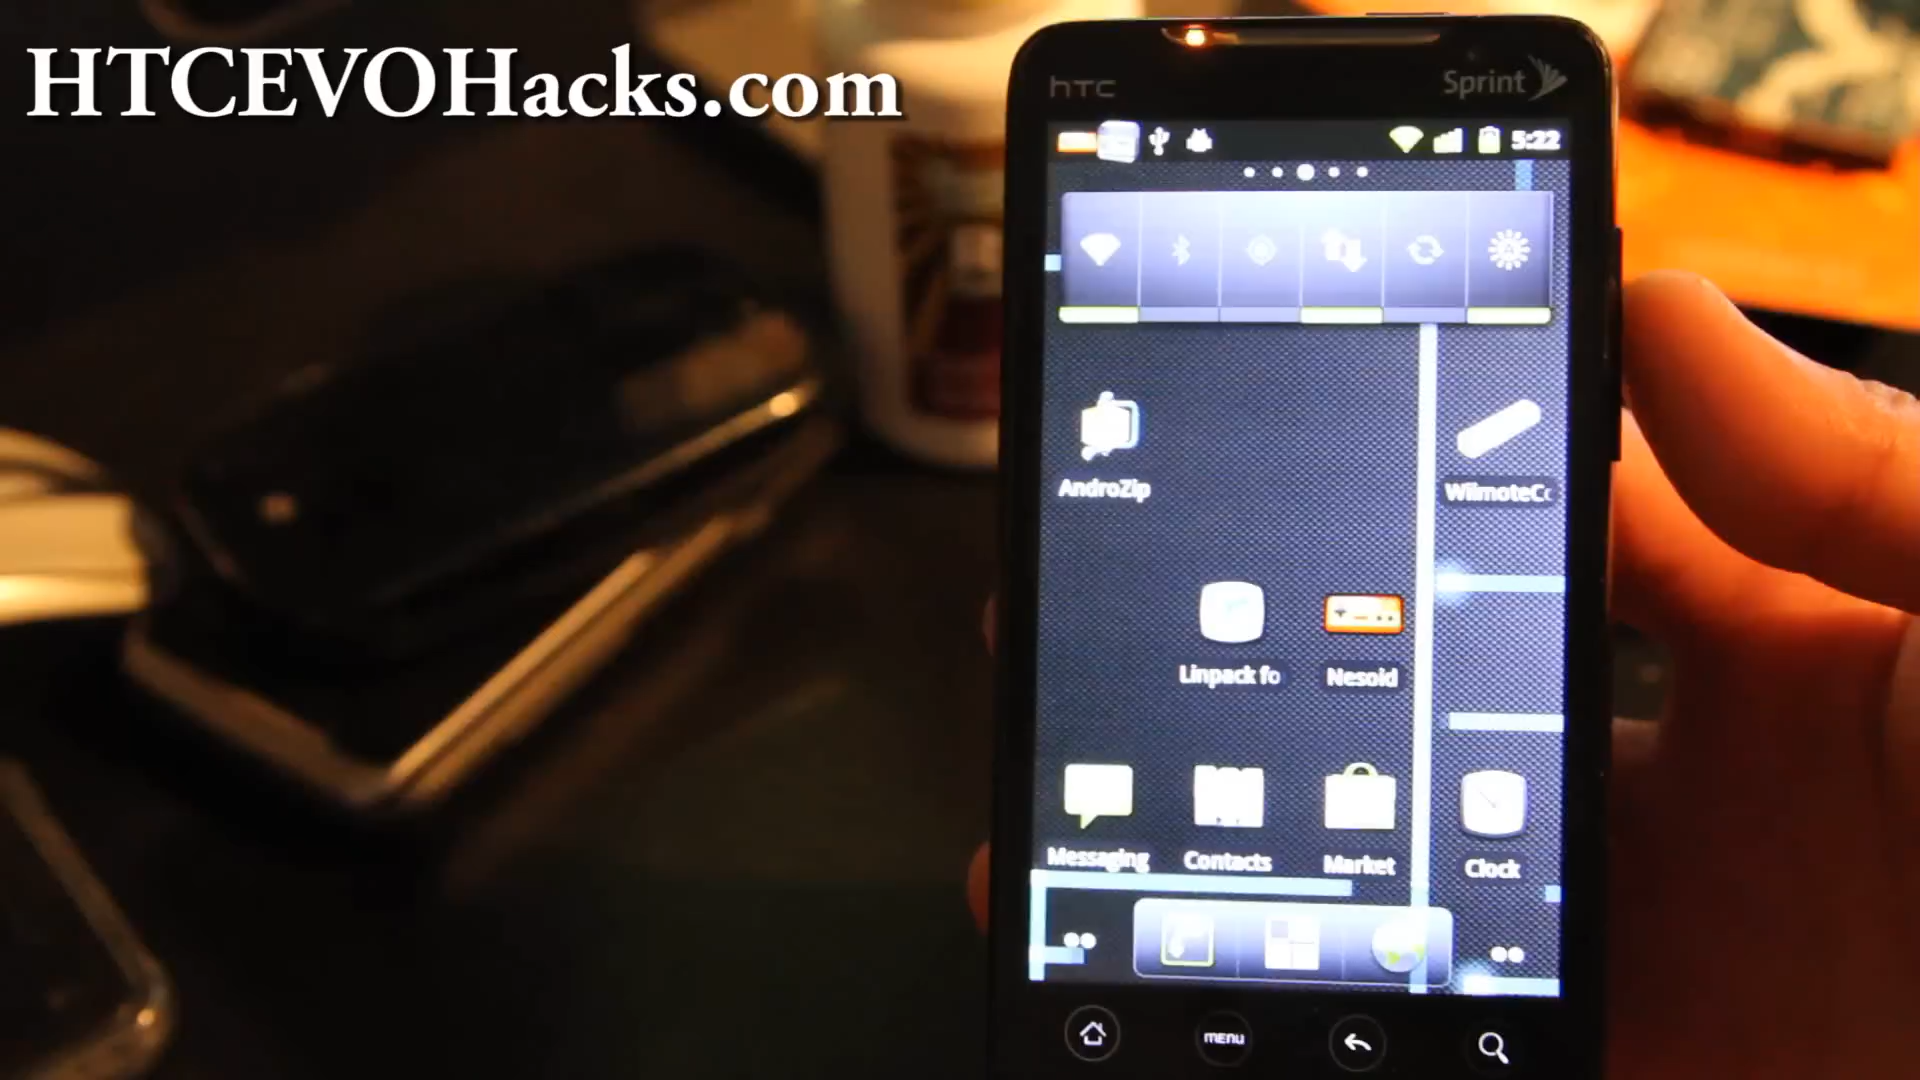 HTCEVOHacks.com
hTC
Sprint
5:22
AndroZip
WiimoteCo
Linpack fo
Nesoid
Messaging
Contacts
Market
Clock
menu